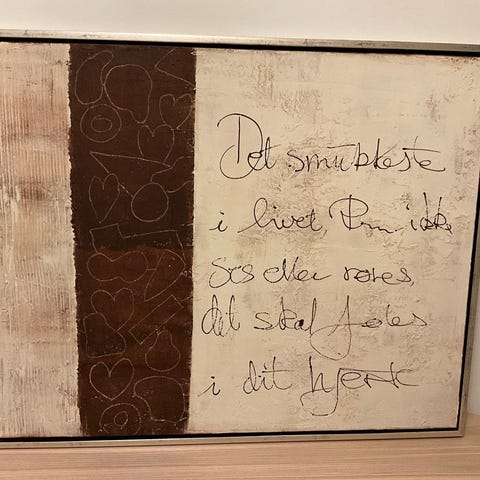 Det smukkeste
i livet, kan ikke
ses eller røres,
det skal føles
i dit hjerte